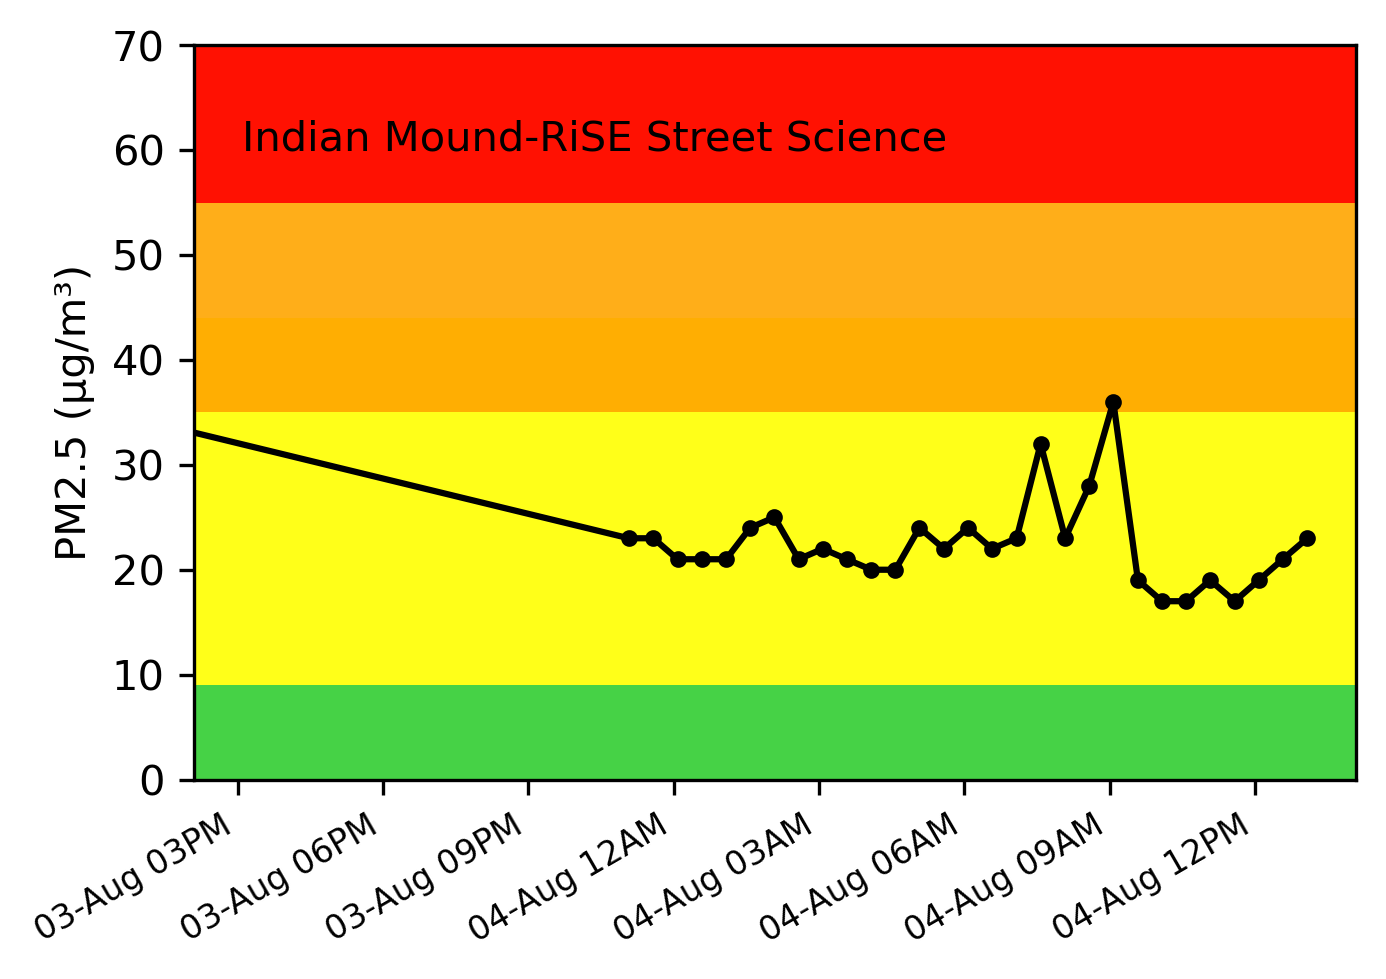 70
60
50
40
30
20
10
0
PM2.5 (μg/m³)
Indian Mound-RiSE Street Science
03-Aug 03PM
03-Aug 06PM
03-Aug 09PM
04-Aug 12AM
04-Aug 03AM
04-Aug 06AM
04-Aug 09AM
04-Aug 12PM